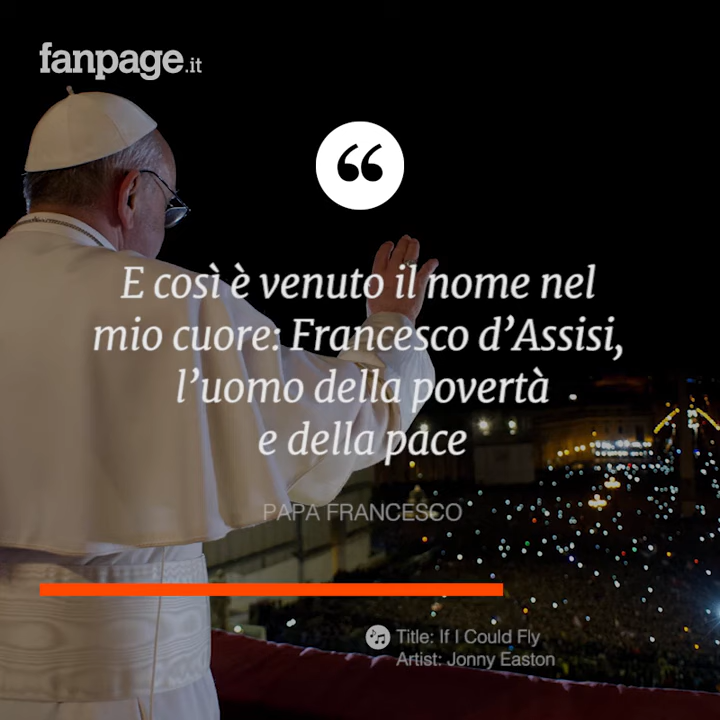 fanpage.it
“
E così è venuto il nome nel
mio cuore: Francesco d’Assisi,
l’uomo della povertà
e della pace
PAPA FRANCESCO
Title: If I Could Fly
Artist: Jonny Easton